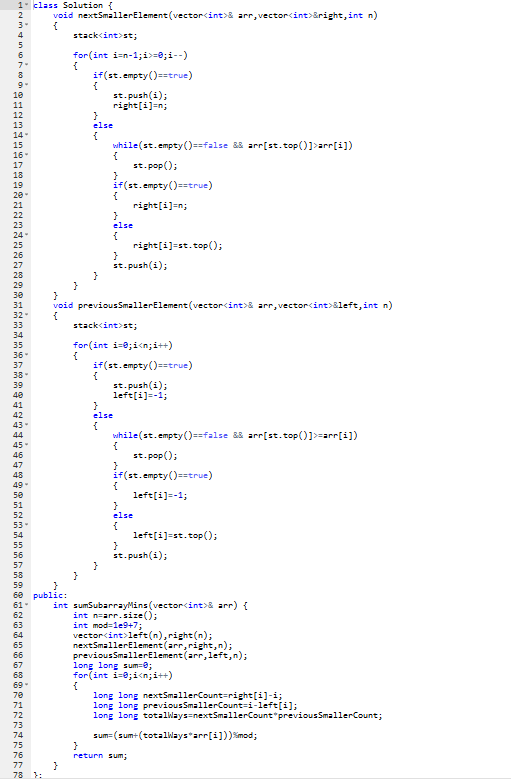 1 class Solution {
2     void nextSmallerElement(vector<int>& arr,vector<int>&right,int n)
3     {
4         stack<int>st;
5
6         for(int i=n-1;i>=0;i--)
7         {
8             if(st.empty()==true)
9             {
10                 st.push(i);
11                 right[i]=n;
12             }
13             else
14             {
15                 while(st.empty()==false && arr[st.top()]>arr[i])
16                 {
17                     st.pop();
18                 }
19                 if(st.empty()==true)
20                 {
21                     right[i]=n;
22                 }
23                 else
24                 {
25                     right[i]=st.top();
26                 }
27                 st.push(i);
28             }
29         }
30     }
31     void previousSmallerElement(vector<int>& arr,vector<int>&left,int n)
32     {
33         stack<int>st;
34
35         for(int i=0;i<n;i++)
36         {
37             if(st.empty()==true)
38             {
39                 st.push(i);
40                 left[i]=-1;
41             }
42             else
43             {
44                 while(st.empty()==false && arr[st.top()]>=arr[i])
45                 {
46                     st.pop();
47                 }
48                 if(st.empty()==true)
49                 {
50                     left[i]=-1;
51                 }
52                 else
53                 {
54                     left[i]=st.top();
55                 }
56                 st.push(i);
57             }
58         }
59     }
60 public:
61     int sumSubarrayMins(vector<int>& arr) {
62         int n=arr.size();
63         int mod=1e9+7;
64         vector<int>left(n),right(n);
65         nextSmallerElement(arr,right,n);
66         previousSmallerElement(arr,left,n);
67         long long sum=0;
68         for(int i=0;i<n;i++)
69         {
70             long long nextSmallerCount=right[i]-i;
71             long long previousSmallerCount=i-left[i];
72             long long totalWays=nextSmallerCount*previousSmallerCount;
73
74             sum=(sum+(totalWays*arr[i]))%mod;
75         }
76         return sum;
77     }
78 };